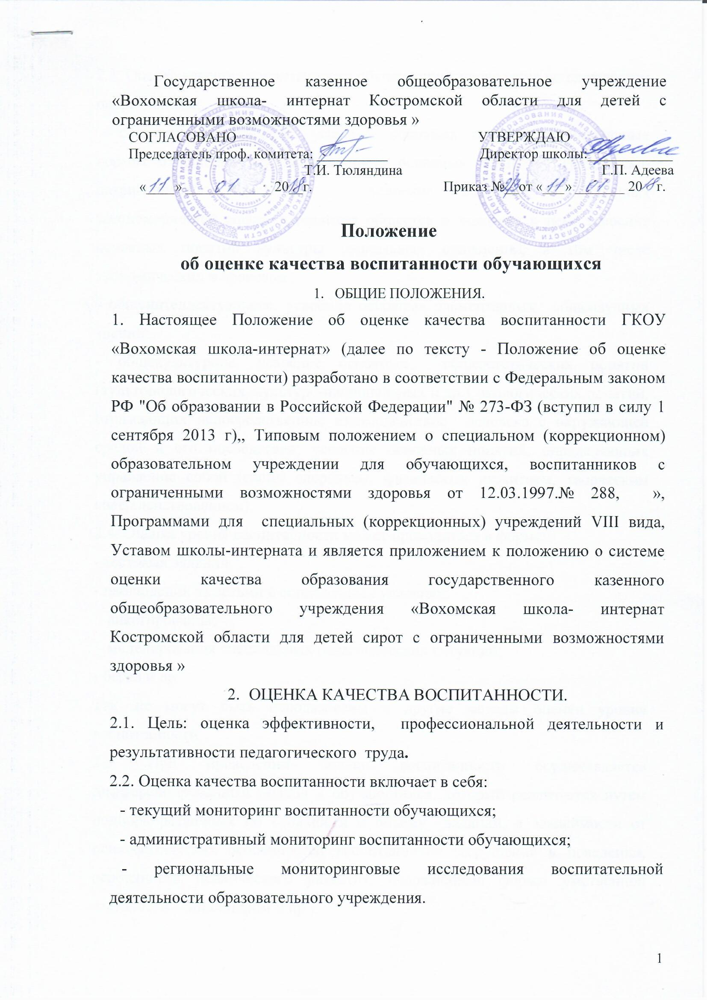 Государственное казенное общеобразовательное учреждение
«Вохомская школа- интернат Костромской области для детей с
ограниченными возможностями здоровья »
СОГЛАСОВАНО УТВЕРЖДАЮ
Председатель проф. комитета: __________ Директор школы:____________
Т.И. Тюляндина Г.П. Адеева
«11» 01 2018г. Приказ № 2/3 от «11» 01 2018 г.
Положение
об оценке качества воспитанности обучающихся
1. ОБЩИЕ ПОЛОЖЕНИЯ.
1. Настоящее Положение об оценке качества воспитанности ГКОУ
«Вохомская школа-интернат» (далее по тексту - Положение об оценке
качества воспитанности) разработано в соответствии с Федеральным законом
РФ "Об образовании в Российской Федерации" № 273-ФЗ (вступил в силу 1
сентября 2013 г),, Типовым положением о специальном (коррекционном)
образовательном учреждении для обучающихся, воспитанников с
ограниченными возможностями здоровья от 12.03.1997.№ 288, »,
Программами для специальных (коррекционных) учреждений VIII вида,
Уставом школы-интерната и является приложением к положению о системе
оценки качества образования государственного казенного
общеобразовательного учреждения «Вохомская школа- интернат
Костромской области для детей сирот с ограниченными возможностями
здоровья »
2. ОЦЕНКА КАЧЕСТВА ВОСПИТАННОСТИ.
2.1. Цель: оценка эффективности, профессиональной деятельности и
результативности педагогического труда.
2.2. Оценка качества воспитанности включает в себя:
- текущий мониторинг воспитанности обучающихся;
- административный мониторинг воспитанности обучающихся;
- региональные мониторинговые исследования воспитательной
деятельности образовательного учреждения.
1